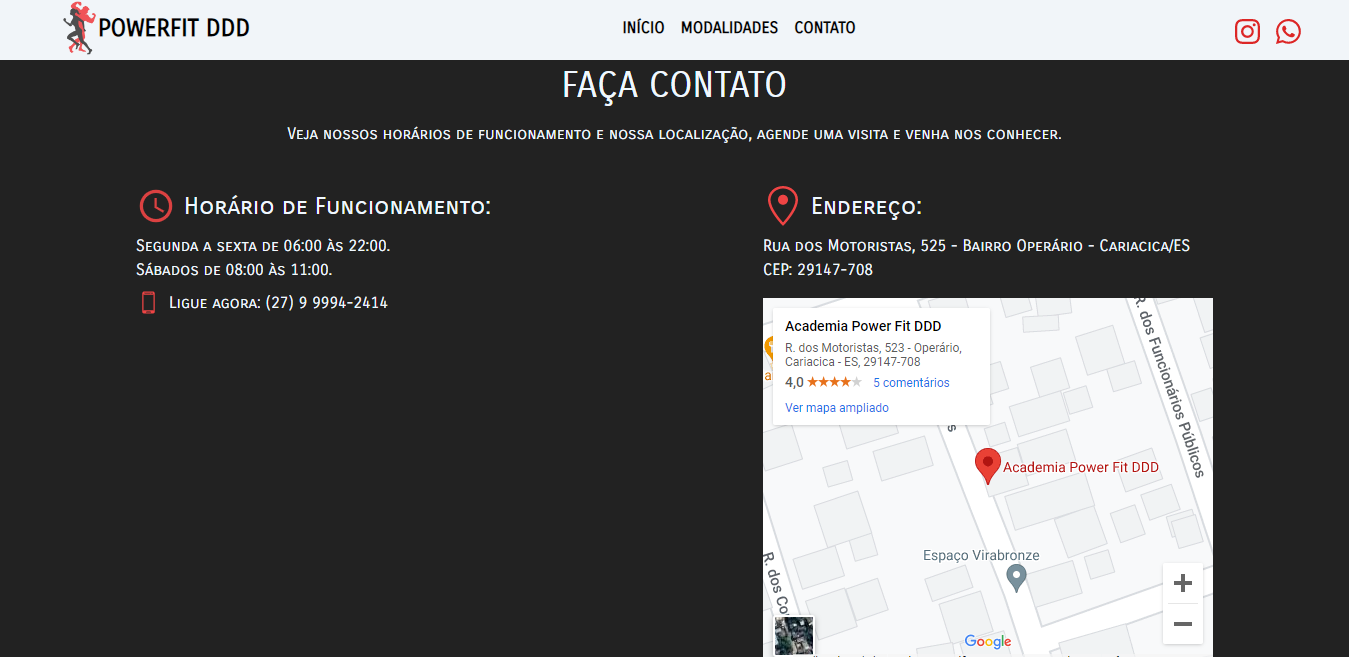 POWERFIT DDD
INÍCIO MODALIDADES CONTATO
FAÇA CONTATO
Veja nossos horários de funcionamento e nossa localização, agende uma visita e venha nos conhecer.
Horário de Funcionamento:
Segunda a sexta de 06:00 às 22:00.
Sábados de 08:00 às 11:00.
Ligue agora: (27) 9 9994-2414
Endereço:
Rua dos Motoristas, 525 - Bairro Operário - Cariacica/ES
CEP: 29147-708
Academia Power Fit DDD
R. dos Motoristas, 523 - Operário,
Cariacica - ES, 29147-708
4,0 5 comentários
Ver mapa ampliado
R. dos Funcionários Públicos
Academia Power Fit DDD
Espaço Virabronze
R. dos
Google